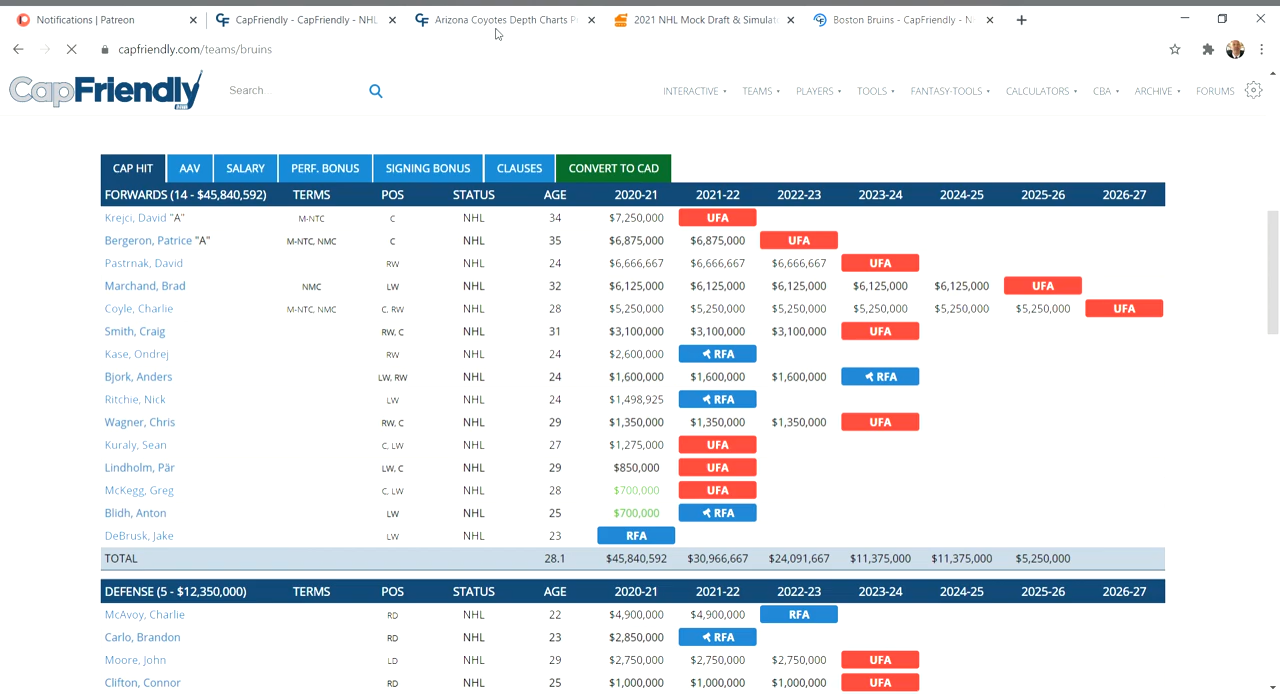 Notifications | Patreon
CapFriendly - CapFriendly - NHL
Arizona Coyotes Depth Charts P
2021 NHL Mock Draft & Simulat
Boston Bruins - CapFriendly - N
capfriendly.com/teams/bruins
CapFriendly
Search...
INTERACTIVE TEAMS PLAYERS TOOLS FANTASY-TOOLS CALCULATORS CBA ARCHIVE FORUMS
CAP HIT AAV SALARY PERF. BONUS SIGNING BONUS CLAUSES CONVERT TO CAD
FORWARDS (14 - $45,840,592) TERMS POS STATUS AGE 2020-21 2021-22 2022-23 2023-24 2024-25 2025-26 2026-27
Krejci, David "A" M-NTC C NHL 34 $7,250,000 UFA
Bergeron, Patrice "A" M-NTC, NMC C NHL 35 $6,875,000 $6,875,000 UFA
Pastrnak, David RW NHL 24 $6,666,667 $6,666,667 $6,666,667 UFA
Marchand, Brad NMC LW NHL 32 $6,125,000 $6,125,000 $6,125,000 $6,125,000 $6,125,000 UFA
Coyle, Charlie M-NTC, NMC C, RW NHL 28 $5,250,000 $5,250,000 $5,250,000 $5,250,000 $5,250,000 $5,250,000 UFA
Smith, Craig RW, C NHL 31 $3,100,000 $3,100,000 $3,100,000 UFA
Kase, Ondrej RW NHL 24 $2,600,000 RFA
Bjork, Anders LW, RW NHL 24 $1,600,000 $1,600,000 $1,600,000 RFA
Ritchie, Nick LW NHL 24 $1,498,925 RFA
Wagner, Chris RW, C NHL 29 $1,350,000 $1,350,000 $1,350,000 UFA
Kuraly, Sean C, LW NHL 27 $1,275,000 UFA
Lindholm, Pär LW, C NHL 29 $850,000 UFA
McKegg, Greg C, LW NHL 28 $700,000 UFA
Blidh, Anton LW NHL 25 $700,000 RFA
DeBrusk, Jake LW NHL 23 RFA
TOTAL 28.1 $45,840,592 $30,966,667 $24,091,667 $11,375,000 $11,375,000 $5,250,000
DEFENSE (5 - $12,350,000) TERMS POS STATUS AGE 2020-21 2021-22 2022-23 2023-24 2024-25 2025-26 2026-27
McAvoy, Charlie RD NHL 22 $4,900,000 $4,900,000 RFA
Carlo, Brandon RD NHL 23 $2,850,000 RFA
Moore, John LD NHL 29 $2,750,000 $2,750,000 $2,750,000 UFA
Clifton, Connor RD NHL 25 $1,000,000 $1,000,000 $1,000,000 UFA